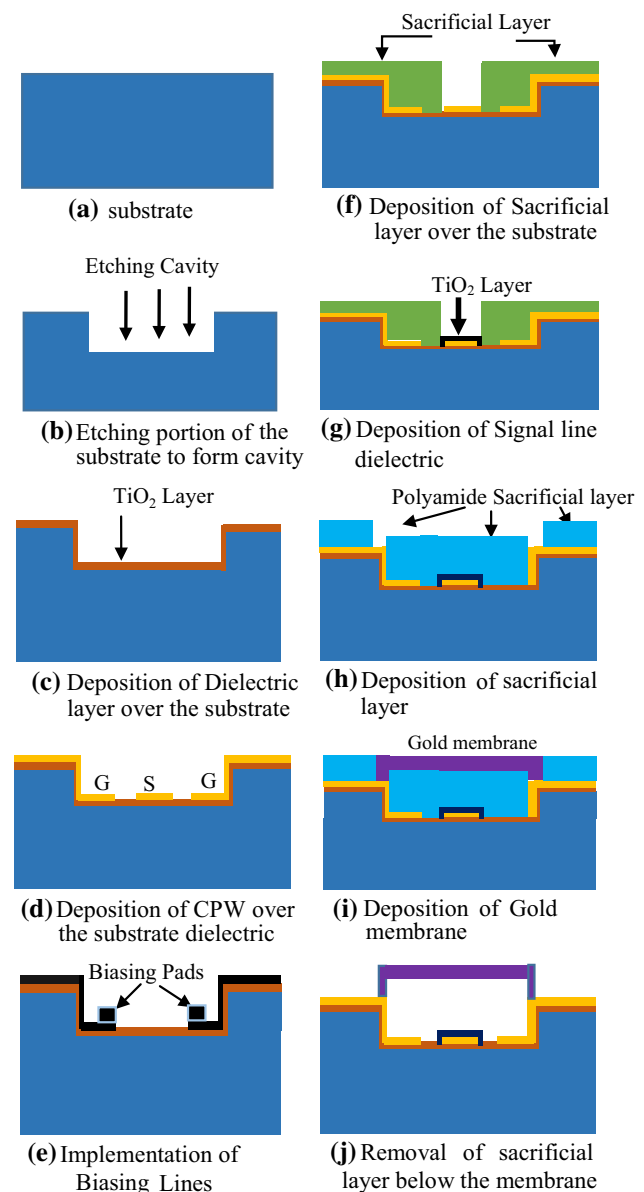 (a) substrate
Etching Cavity
(b) Etching portion of the
substrate to form cavity
TiO₂ Layer
(c) Deposition of Dielectric
layer over the substrate
G S G
(d) Deposition of CPW over
the substrate dielectric
Biasing Pads
(e) Implementation of
Biasing Lines
Sacrificial Layer
(f) Deposition of Sacrificial
layer over the substrate
TiO₂ Layer
(g) Deposition of Signal line
dielectric
Polyamide Sacrificial layer
(h) Deposition of sacrificial
layer
Gold membrane
(i) Deposition of Gold
membrane
(j) Removal of sacrificial
layer below the membrane